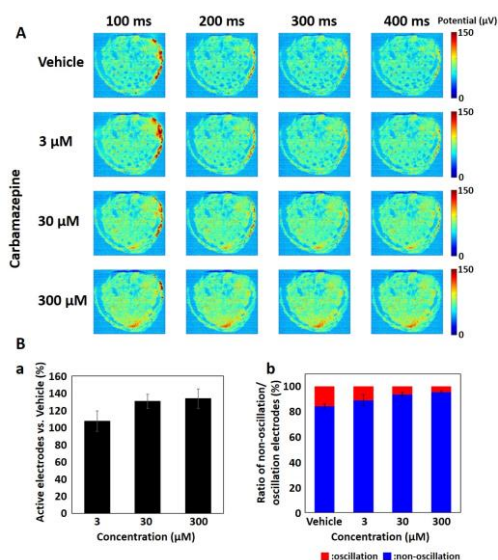 A
100 ms 200 ms 300 ms 400 ms
Potential (μV)
Vehicle
150
0
3 μM
150
0
Carbamazepine
30 μM
150
0
300 μM
150
0
B
a
Active electrodes vs. Vehicle (%)
160
140
120
100
80
60
40
20
0
3 30 300
Concentration (μM)
b
Ratio of non-oscillation/
oscillation electrodes (%)
100
80
60
40
20
0
Vehicle 3 30 300
Concentration (μM)
:oscillation :non-oscillation